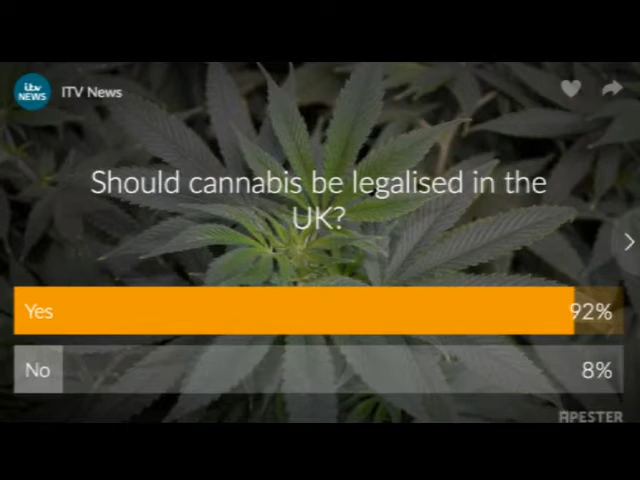 itv
NEWS
ITV News
Should cannabis be legalised in the
UK?
Yes
92%
No
8%
APESTER